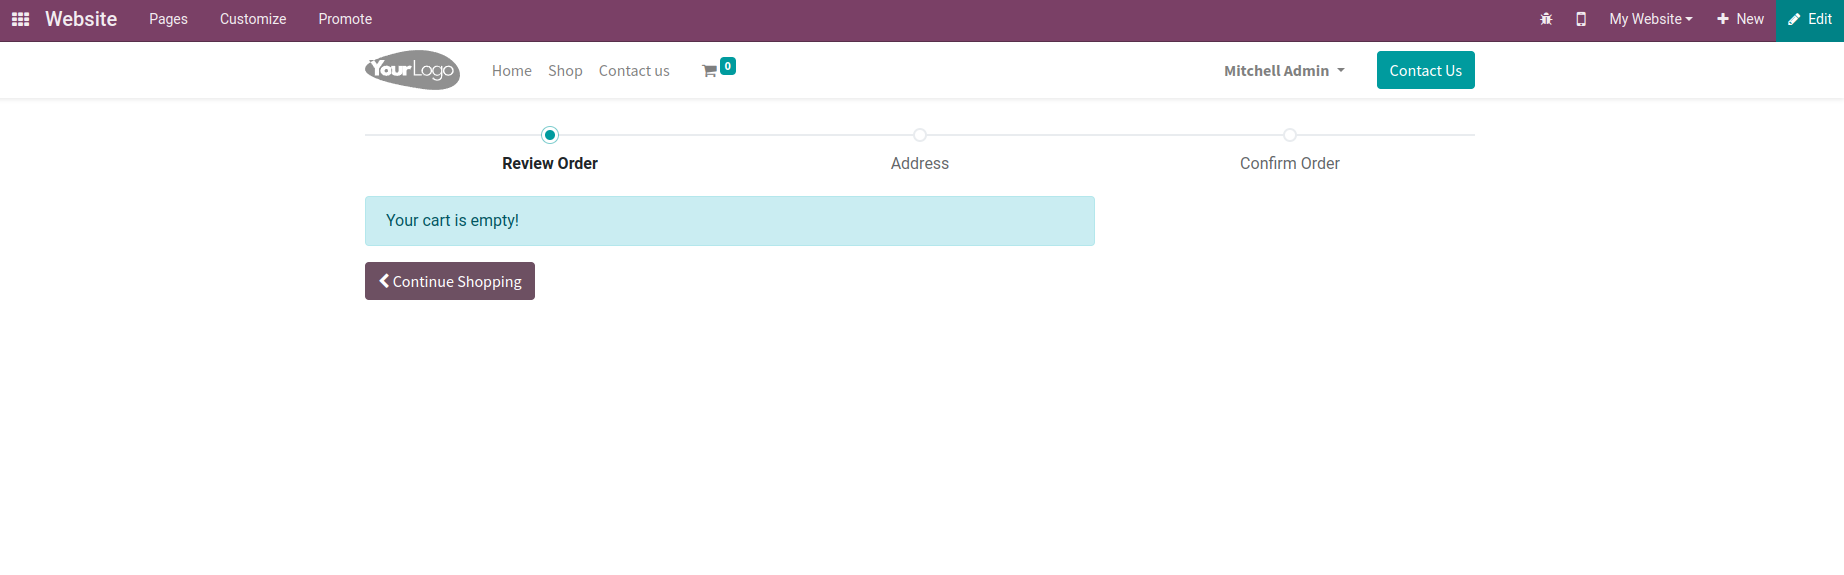 Website Pages Customize Promote My Website New Edit
YourLogo Home Shop Contact us 0 Mitchell Admin Contact Us
Review Order Address Confirm Order
Your cart is empty!
Continue Shopping